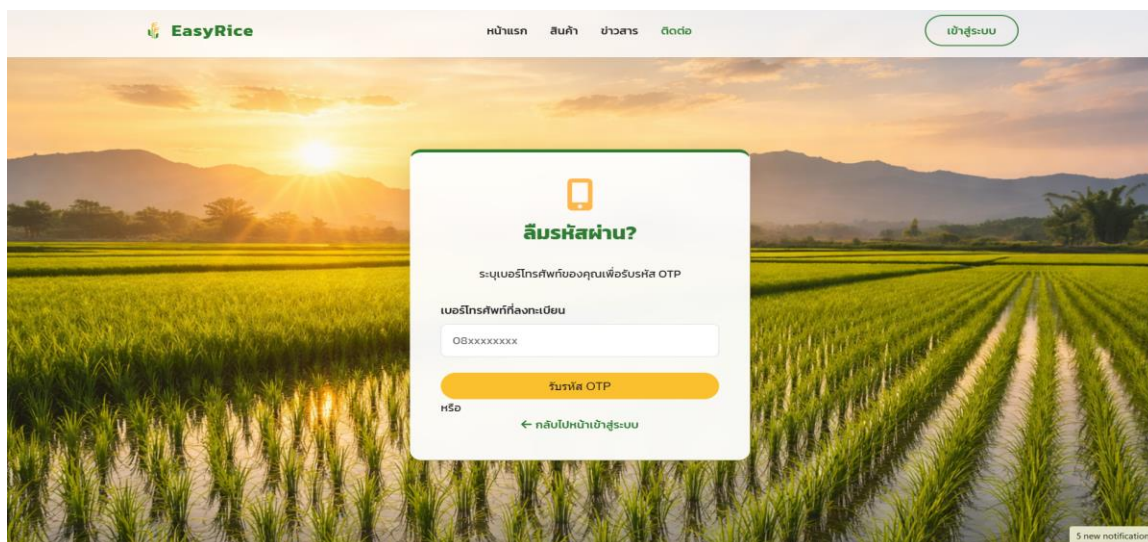 EasyRice
หน้าแรก สินค้า ข่าวสาร ติดต่อ
เข้าสู่ระบบ
ลืมรหัสผ่าน?
ระบุเบอร์โทรศัพท์ของคุณเพื่อรับรหัส OTP
เบอร์โทรศัพท์ที่ลงทะเบียน
08xxxxxxxx
รับรหัส OTP
หรือ
← กลับไปหน้าเข้าสู่ระบบ
5 new notification